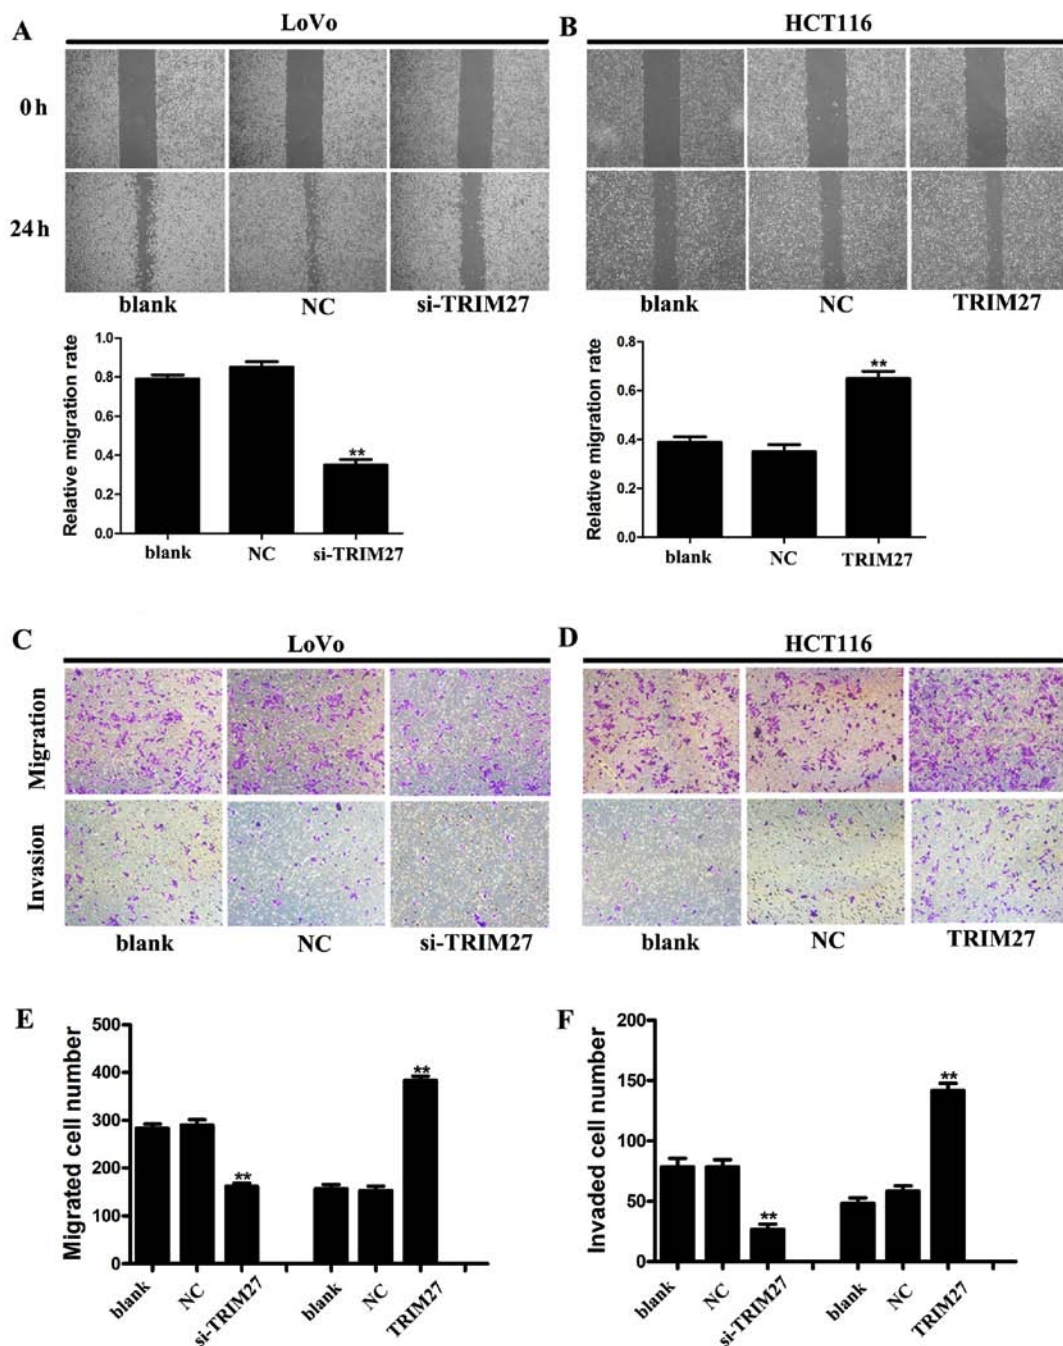 A
LoVo
B
HCT116
0 h
24 h
blank
NC
si-TRIM27
blank
NC
TRIM27
Relative migration rate
1.0
0.8
0.6
0.4
0.2
0.0
**
blank
NC
si-TRIM27
Relative migration rate
0.8
0.6
0.4
0.2
0.0
**
blank
NC
TRIM27
C
LoVo
D
HCT116
Migration
Invasion
blank
NC
si-TRIM27
blank
NC
TRIM27
E
Migrated cell number
500
400
300
200
100
0
**
**
blank
NC
si-TRIM27
blank
NC
TRIM27
F
Invaded cell number
200
150
100
50
0
**
**
blank
NC
si-TRIM27
blank
NC
TRIM27